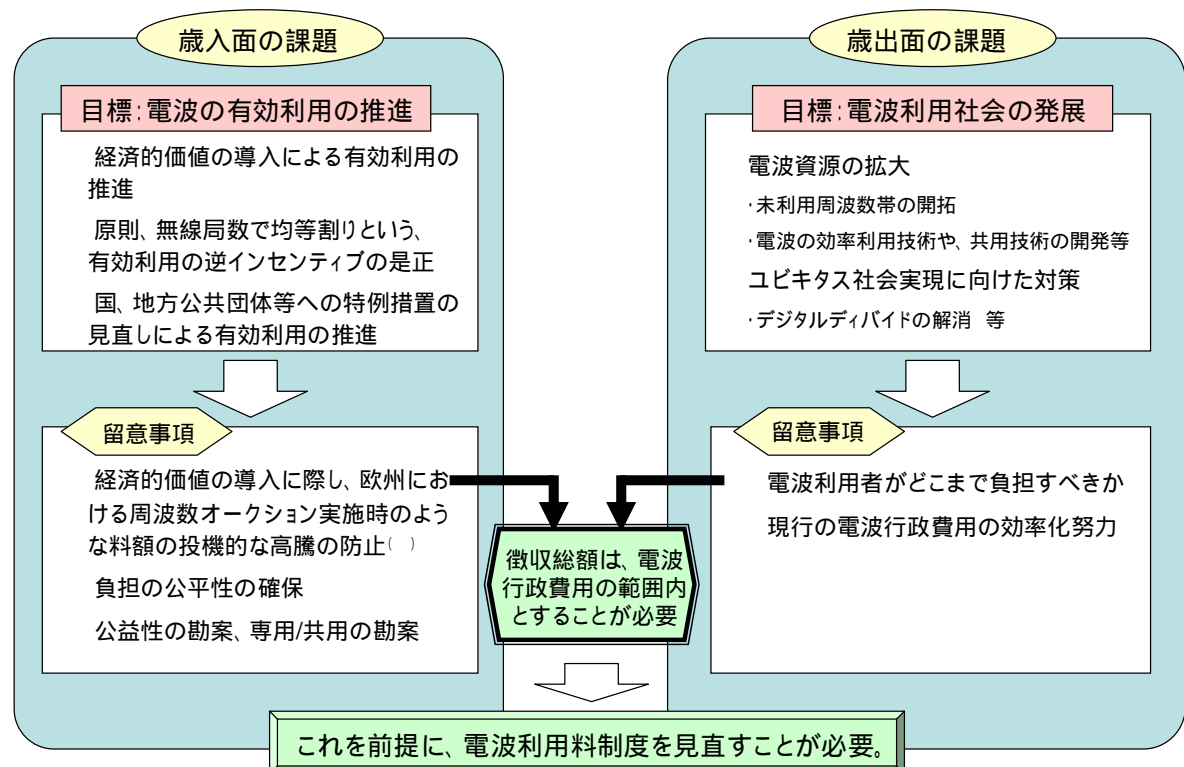 歳入面の課題
目標：電波の有効利用の推進
経済的価値の導入による有効利用の
推進
原則、無線局数で均等割りという、
有効利用の逆インセンティブの是正
国、地方公共団体等への特例措置の
見直しによる有効利用の推進
留意事項
経済的価値の導入に際し、欧州にお
ける周波数オークション実施時のよう
な料額の投機的な高騰の防止(　)
負担の公平性の確保
公益性の勘案、専用/共用の勘案
歳出面の課題
目標：電波利用社会の発展
電波資源の拡大
・未利用周波数帯の開拓
・電波の効率利用技術や、共用技術の開発等
ユビキタス社会実現に向けた対策
・デジタルディバイドの解消　等
留意事項
電波利用者がどこまで負担すべきか
現行の電波行政費用の効率化努力
徴収総額は、電波
行政費用の範囲内
とすることが必要
これを前提に、電波利用料制度を見直すことが必要。